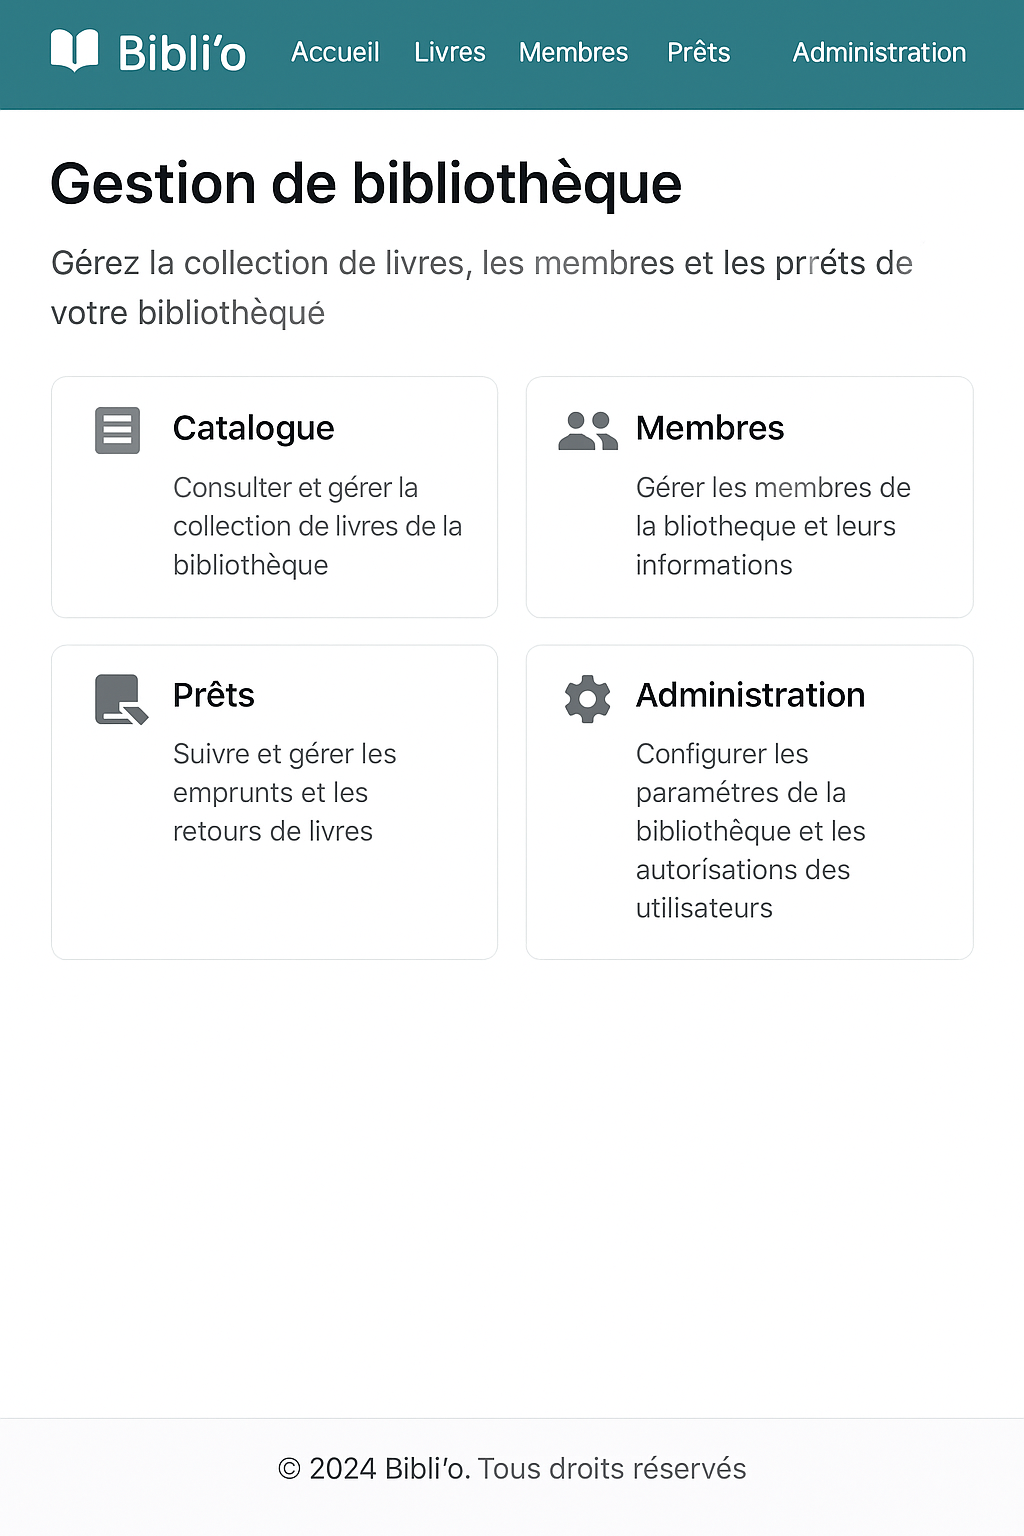 Bibli’o Accueil Livres Membres Prêts Administration
Gestion de bibliothèque
Gérez la collection de livres, les membres et les prréts de
votre bibliothèqué
Catalogue
Consulter et gérer la
collection de livres de la
bibliothèque
Membres
Gérer les membres de
la bliotheque et leurs
informations
Prêts
Suivre et gérer les
emprunts et les
retours de livres
Administration
Configurer les
paramétres de la
bibliothêque et les
autorísations des
utilisateurs
© 2024 Bibli’o. Tous droits réservés